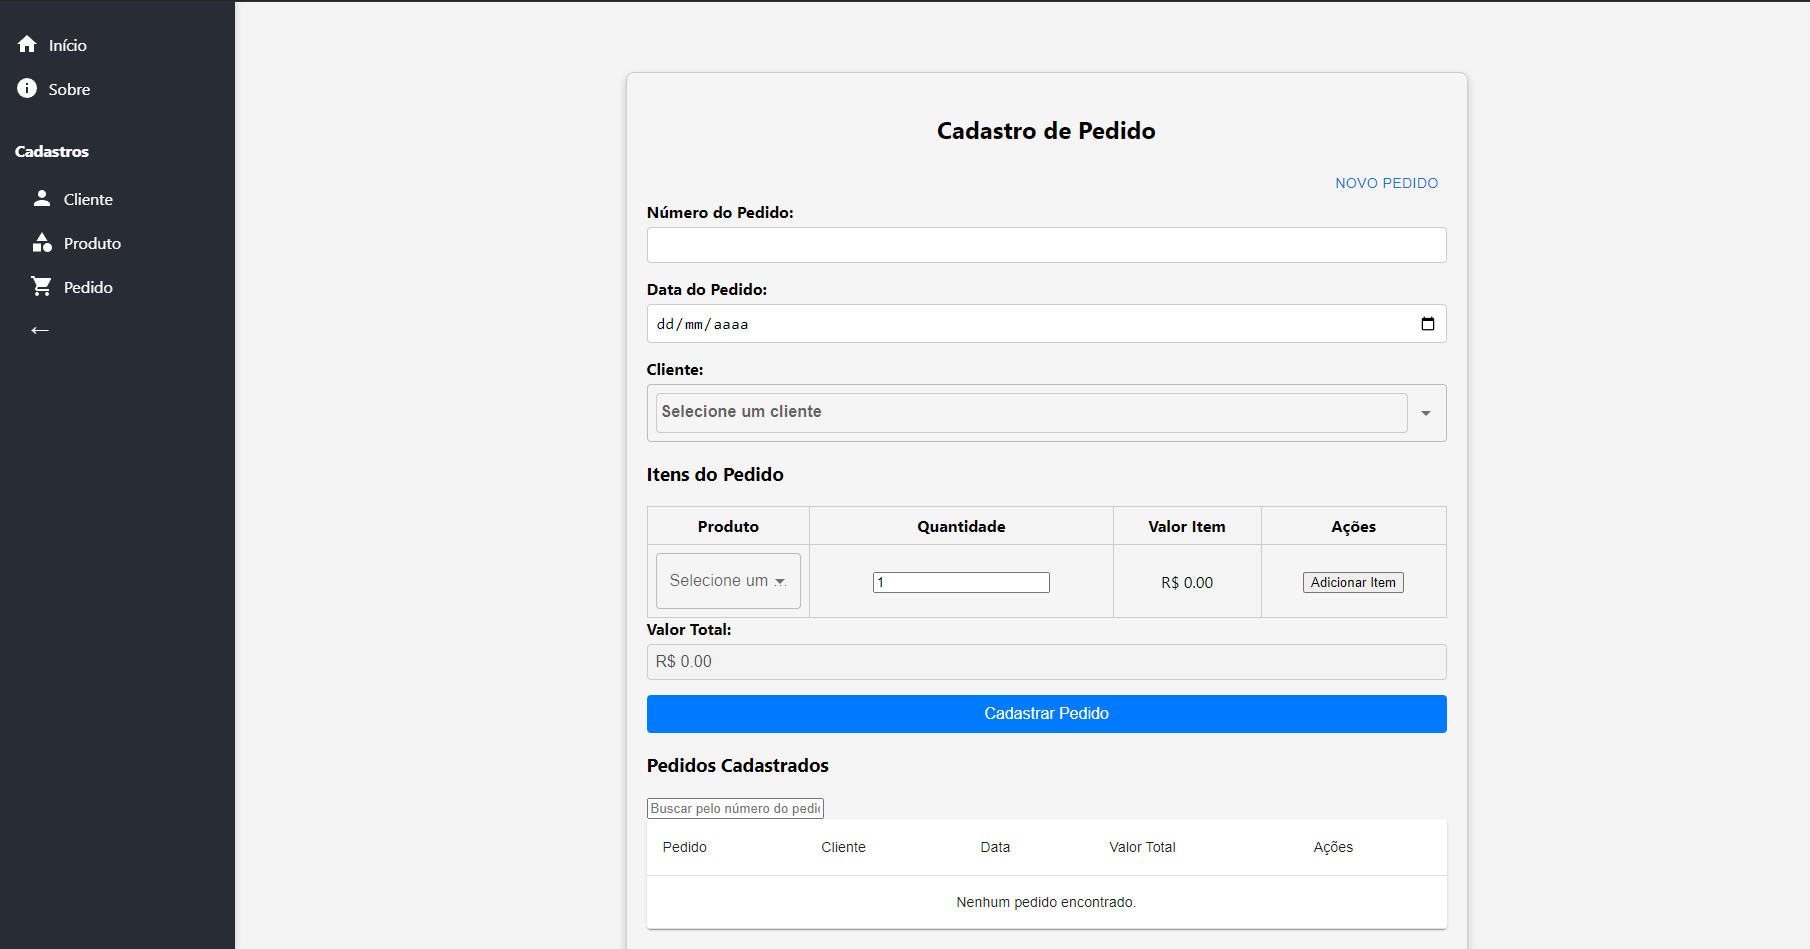 Início
Sobre
Cadastros
Cliente
Produto
Pedido
←
Cadastro de Pedido
NOVO PEDIDO
Número do Pedido:
Data do Pedido:
dd/mm/aaaa
Cliente:
Selecione um cliente
Itens do Pedido
Produto Quantidade Valor Item Ações
Selecione um ... 1 R$ 0.00 Adicionar Item
Valor Total:
R$ 0.00
Cadastrar Pedido
Pedidos Cadastrados
Buscar pelo número do pedi
Pedido Cliente Data Valor Total Ações
Nenhum pedido encontrado.